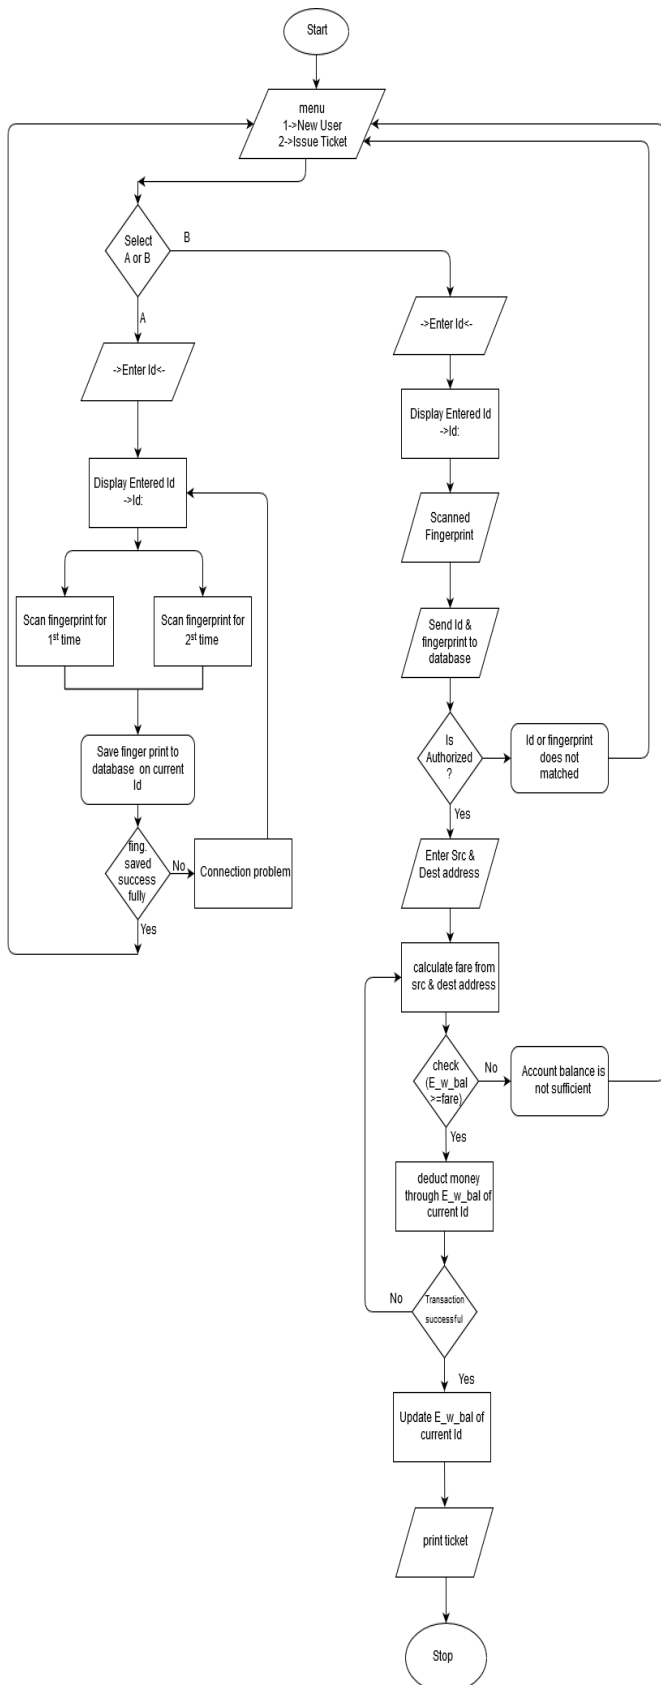 Start
menu
1->New User
2->Issue Ticket
Select
A or B
B
A
->Enter Id<-
->Enter Id<-
Display Entered Id
->Id:
Display Entered Id
->Id:
Scanned
Fingerprint
Scan fingerprint for
1st time
Scan fingerprint for
2st time
Send Id &
fingerprint to
database
Save finger print to
database on current
Id
Is
Authorized
?
Id or fingerprint
does not
matched
Yes
fing.
saved
success
fully
No
Connection problem
Yes
Enter Src &
Dest address
calculate fare from
src & dest address
check
(E_w_bal
>=fare)
No
Account balance is
not sufficient
Yes
deduct money
through E_w_bal of
current Id
No
Transaction
successful
Yes
Update E_w_bal of
current Id
print ticket
Stop